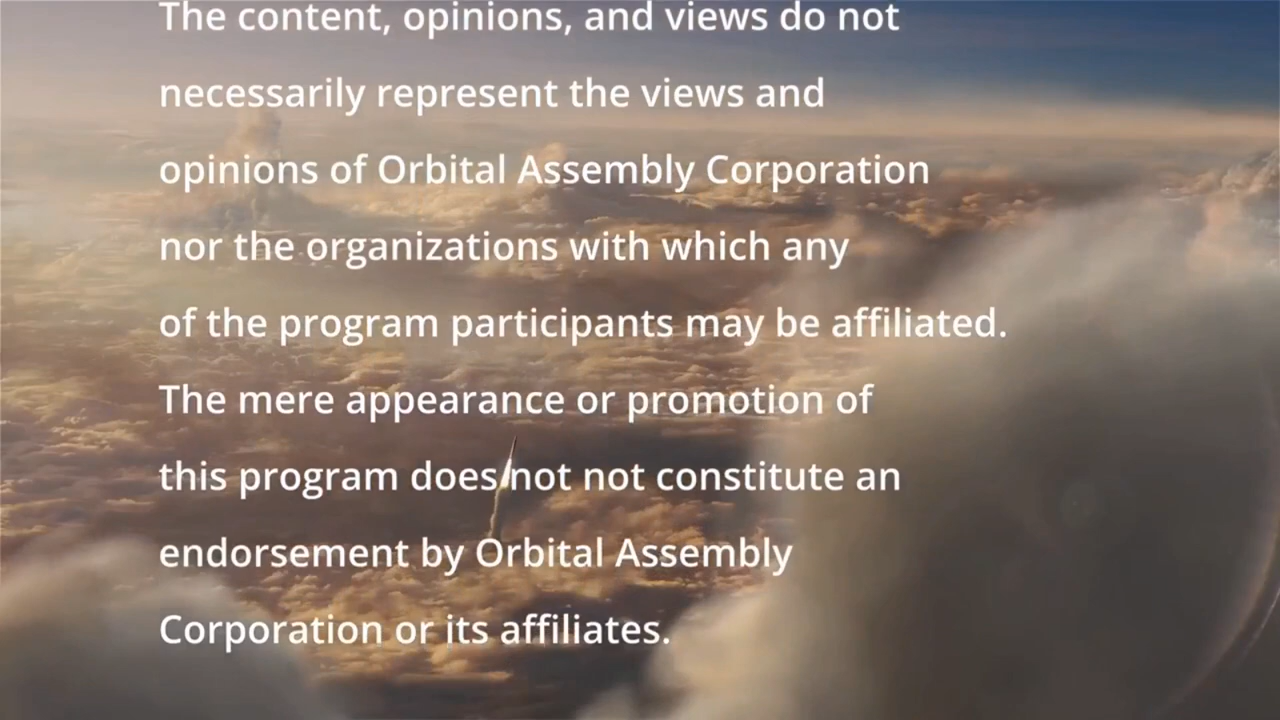 The content, opinions, and views do not
necessarily represent the views and
opinions of Orbital Assembly Corporation
nor the organizations with which any
of the program participants may be affiliated.
The mere appearance or promotion of
this program does not not constitute an
endorsement by Orbital Assembly
Corporation or its affiliates.